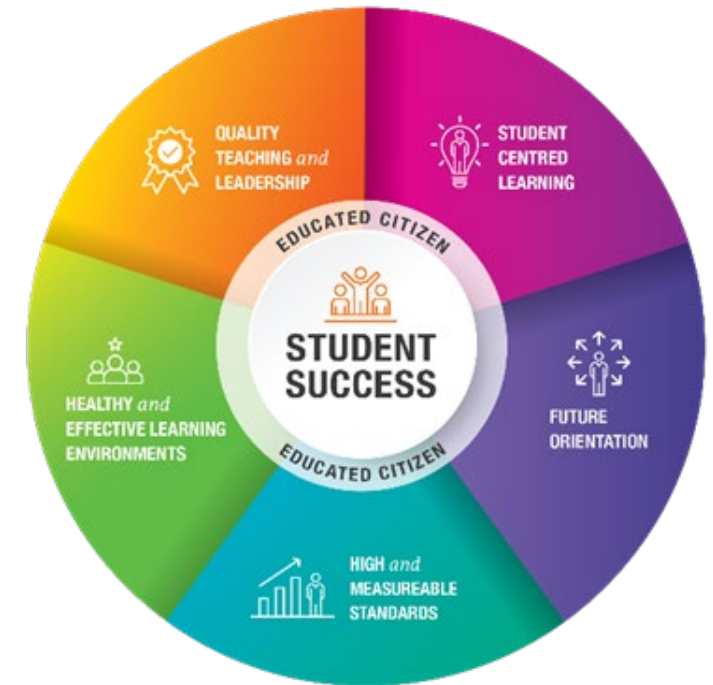 QUALITY
TEACHING and
LEADERSHIP
STUDENT
CENTRED
LEARNING
EDUCATED CITIZEN
STUDENT
SUCCESS
EDUCATED CITIZEN
HEALTHY and
EFFECTIVE LEARNING
ENVIRONMENTS
FUTURE
ORIENTATION
HIGH and
MEASUREABLE
STANDARDS